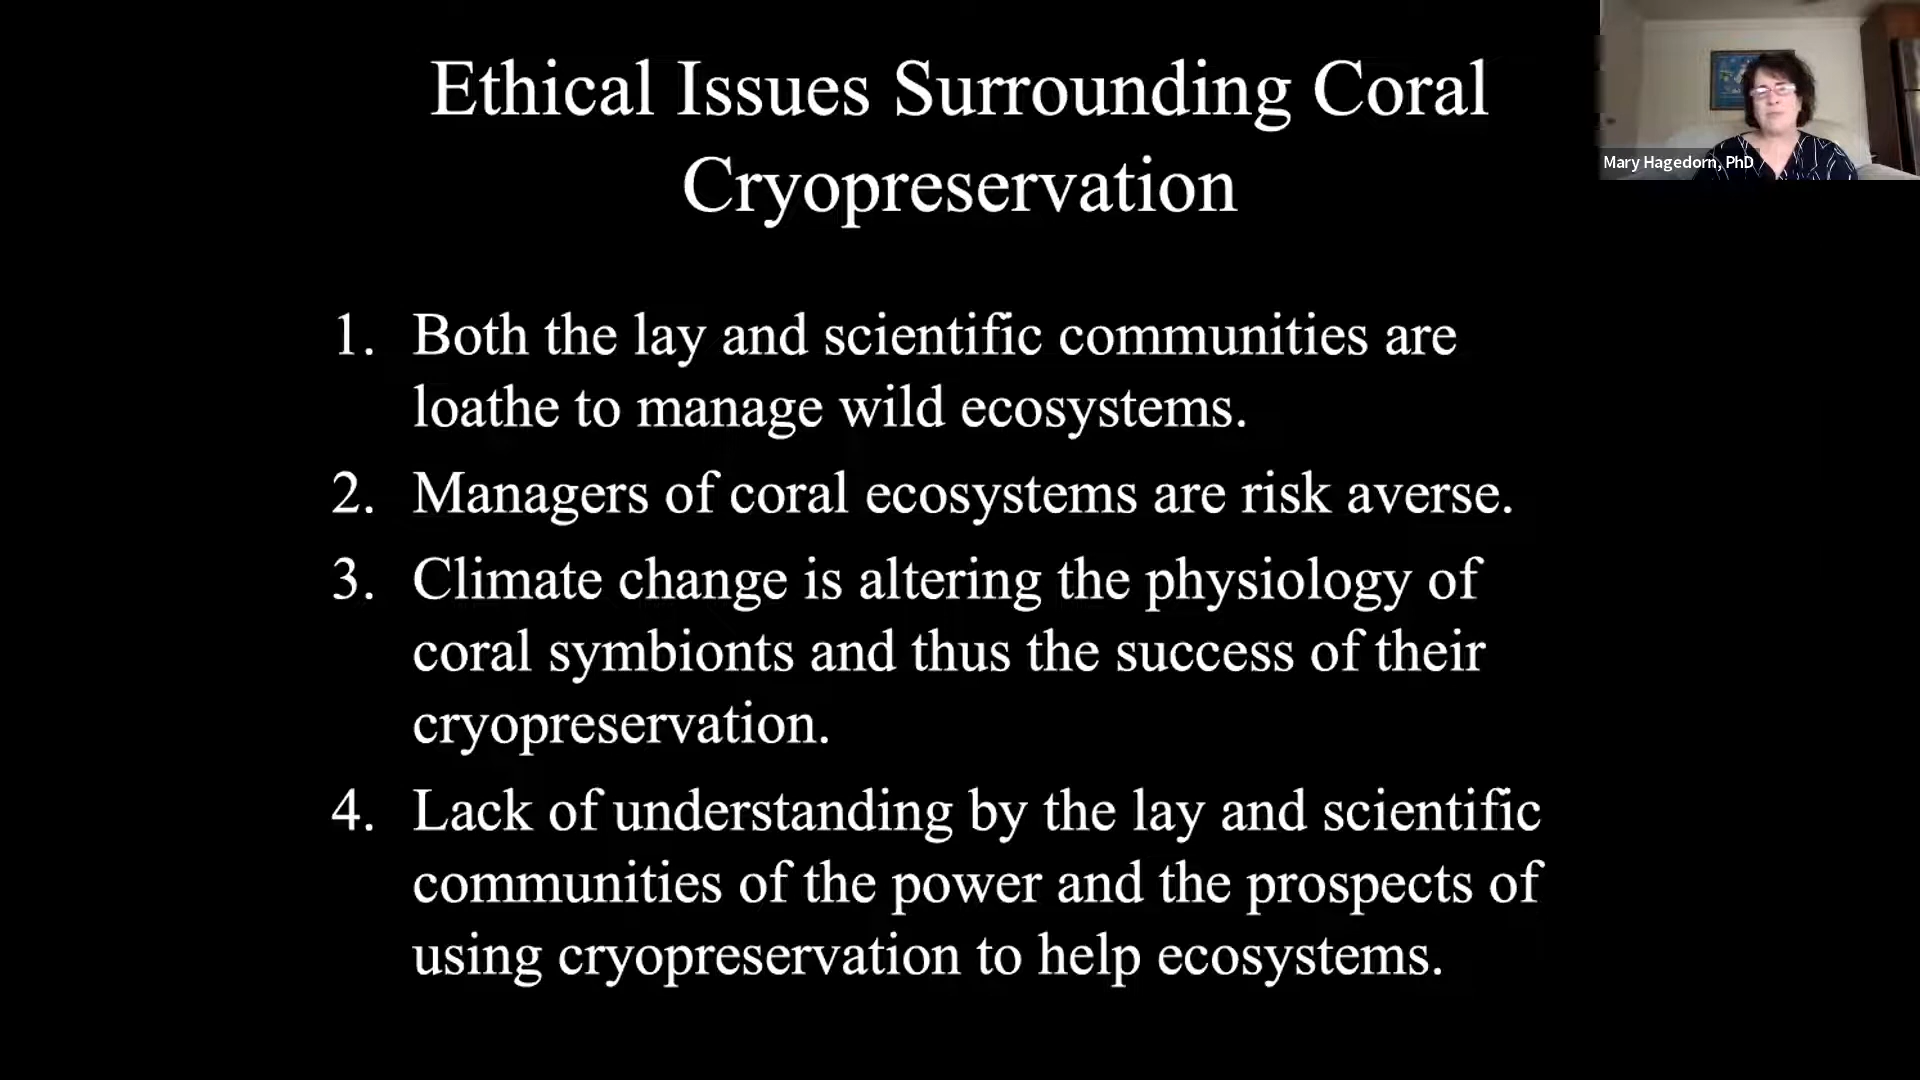 Ethical Issues Surrounding Coral
Cryopreservation
Mary Hagedorn, PhD
1. Both the lay and scientific communities are
loathe to manage wild ecosystems.
2. Managers of coral ecosystems are risk averse.
3. Climate change is altering the physiology of
coral symbionts and thus the success of their
cryopreservation.
4. Lack of understanding by the lay and scientific
communities of the power and the prospects of
using cryopreservation to help ecosystems.